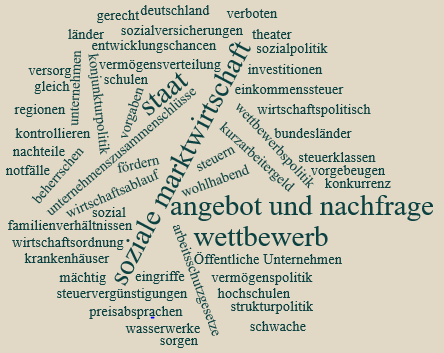 gerecht deutschland verboten
länder sozialversicherungen theater
entwicklungschancen sozialpolitik
vermögensverteilung investitionen
versorg
gleich
schulen
unternehmen
konjunkturpolitik
vorgaben
staat
unternehmenszusammenschlüsse
soziale marktwirtschaft
einkommenssteuer
regionen
wirtschaftspolitisch
wettbewerbspolitik
kurzarbeitergeld
kontrollieren
bundesländer
nachteile
notfälle
beherrschen
fördern
steuern
wohlhabend
wirtschaftsablauf
steuerklassen
vorgebeugen
konkurrenz
sozial
angebot und nachfrage
familienverhältnissen
wettbewerb
wirtschaftsordnung
krankenhäuser
arbeitsschutzgesetze
Öffentliche Unternehmen
mächtig
eingriffe
vermögenspolitik
steuervergünstigungen
hochschulen
strukturpolitik
preisabsprachen
wasserwerke
schwache
sorgen